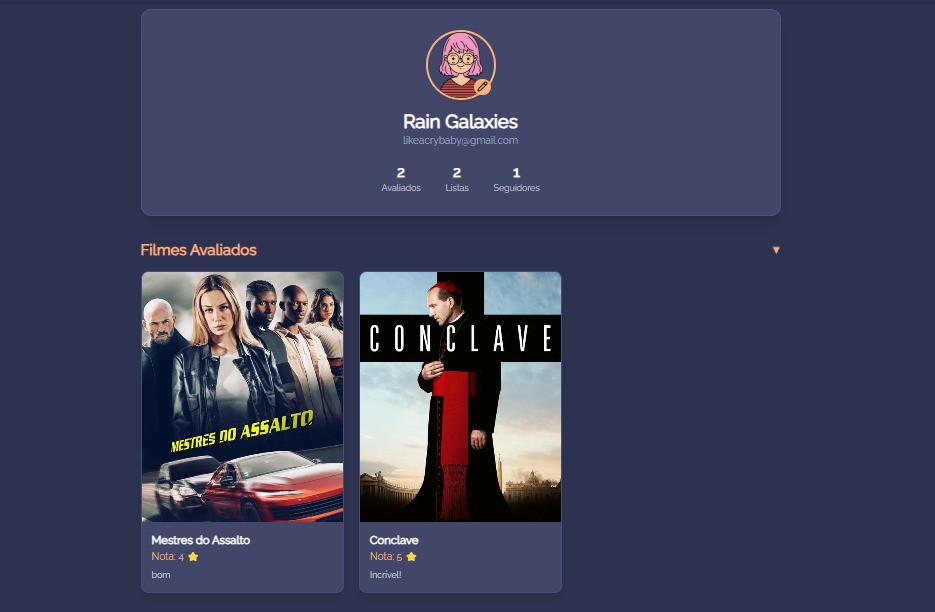 Rain Galaxies
likeacrybaby@gmail.com
2 2 1
Avaliados Listas Seguidores
Filmes Avaliados ▼
MESTRES DO ASSALTO
CONCLAVE
Mestres do Assalto
Nota: 4 ⭐
bom
Conclave
Nota: 5 ⭐
Incrível!